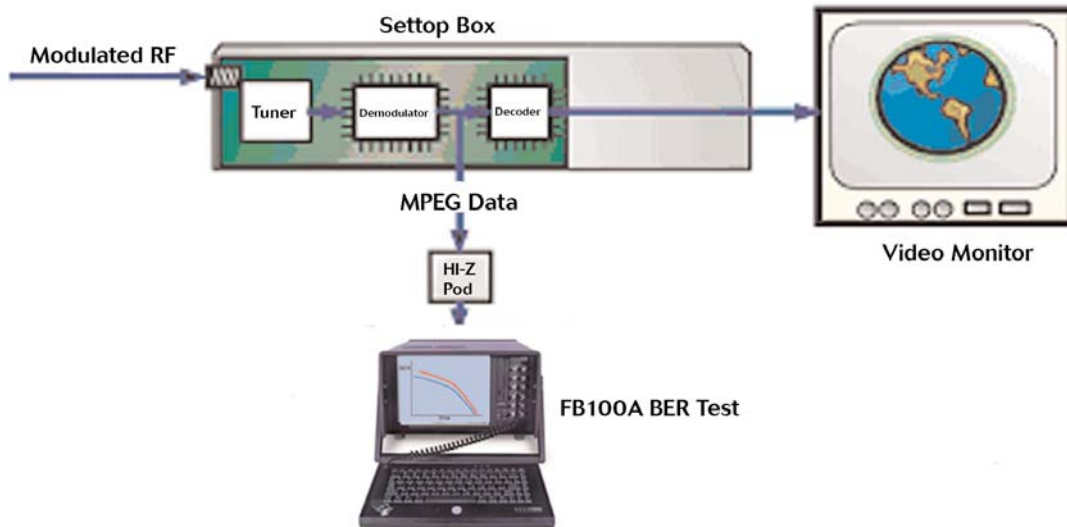 Settop Box
Modulated RF
Tuner
Demodulator
Decoder
MPEG Data
Video Monitor
HI-Z
Pod
FB100A BER Test